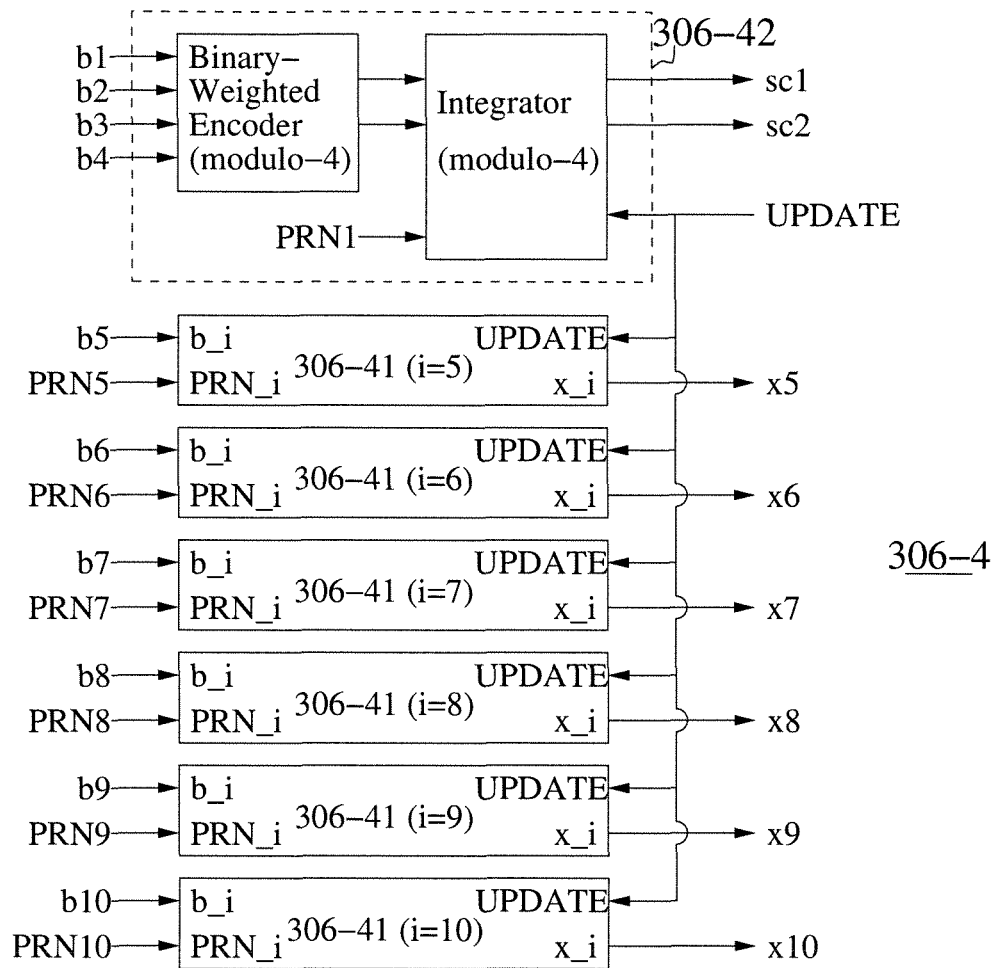 306-42
b1
b2
b3
b4
Binary-
Weighted
Encoder
(modulo-4)
Integrator
(modulo-4)
sc1
sc2
PRN1
UPDATE
b5
PRN5
b_i
PRN_i
306-41 (i=5)
UPDATE
x_i
x5
b6
PRN6
b_i
PRN_i
306-41 (i=6)
UPDATE
x_i
x6
b7
PRN7
b_i
PRN_i
306-41 (i=7)
UPDATE
x_i
x7
306-4
b8
PRN8
b_i
PRN_i
306-41 (i=8)
UPDATE
x_i
x8
b9
PRN9
b_i
PRN_i
306-41 (i=9)
UPDATE
x_i
x9
b10
PRN10
b_i
PRN_i
306-41 (i=10)
UPDATE
x_i
x10